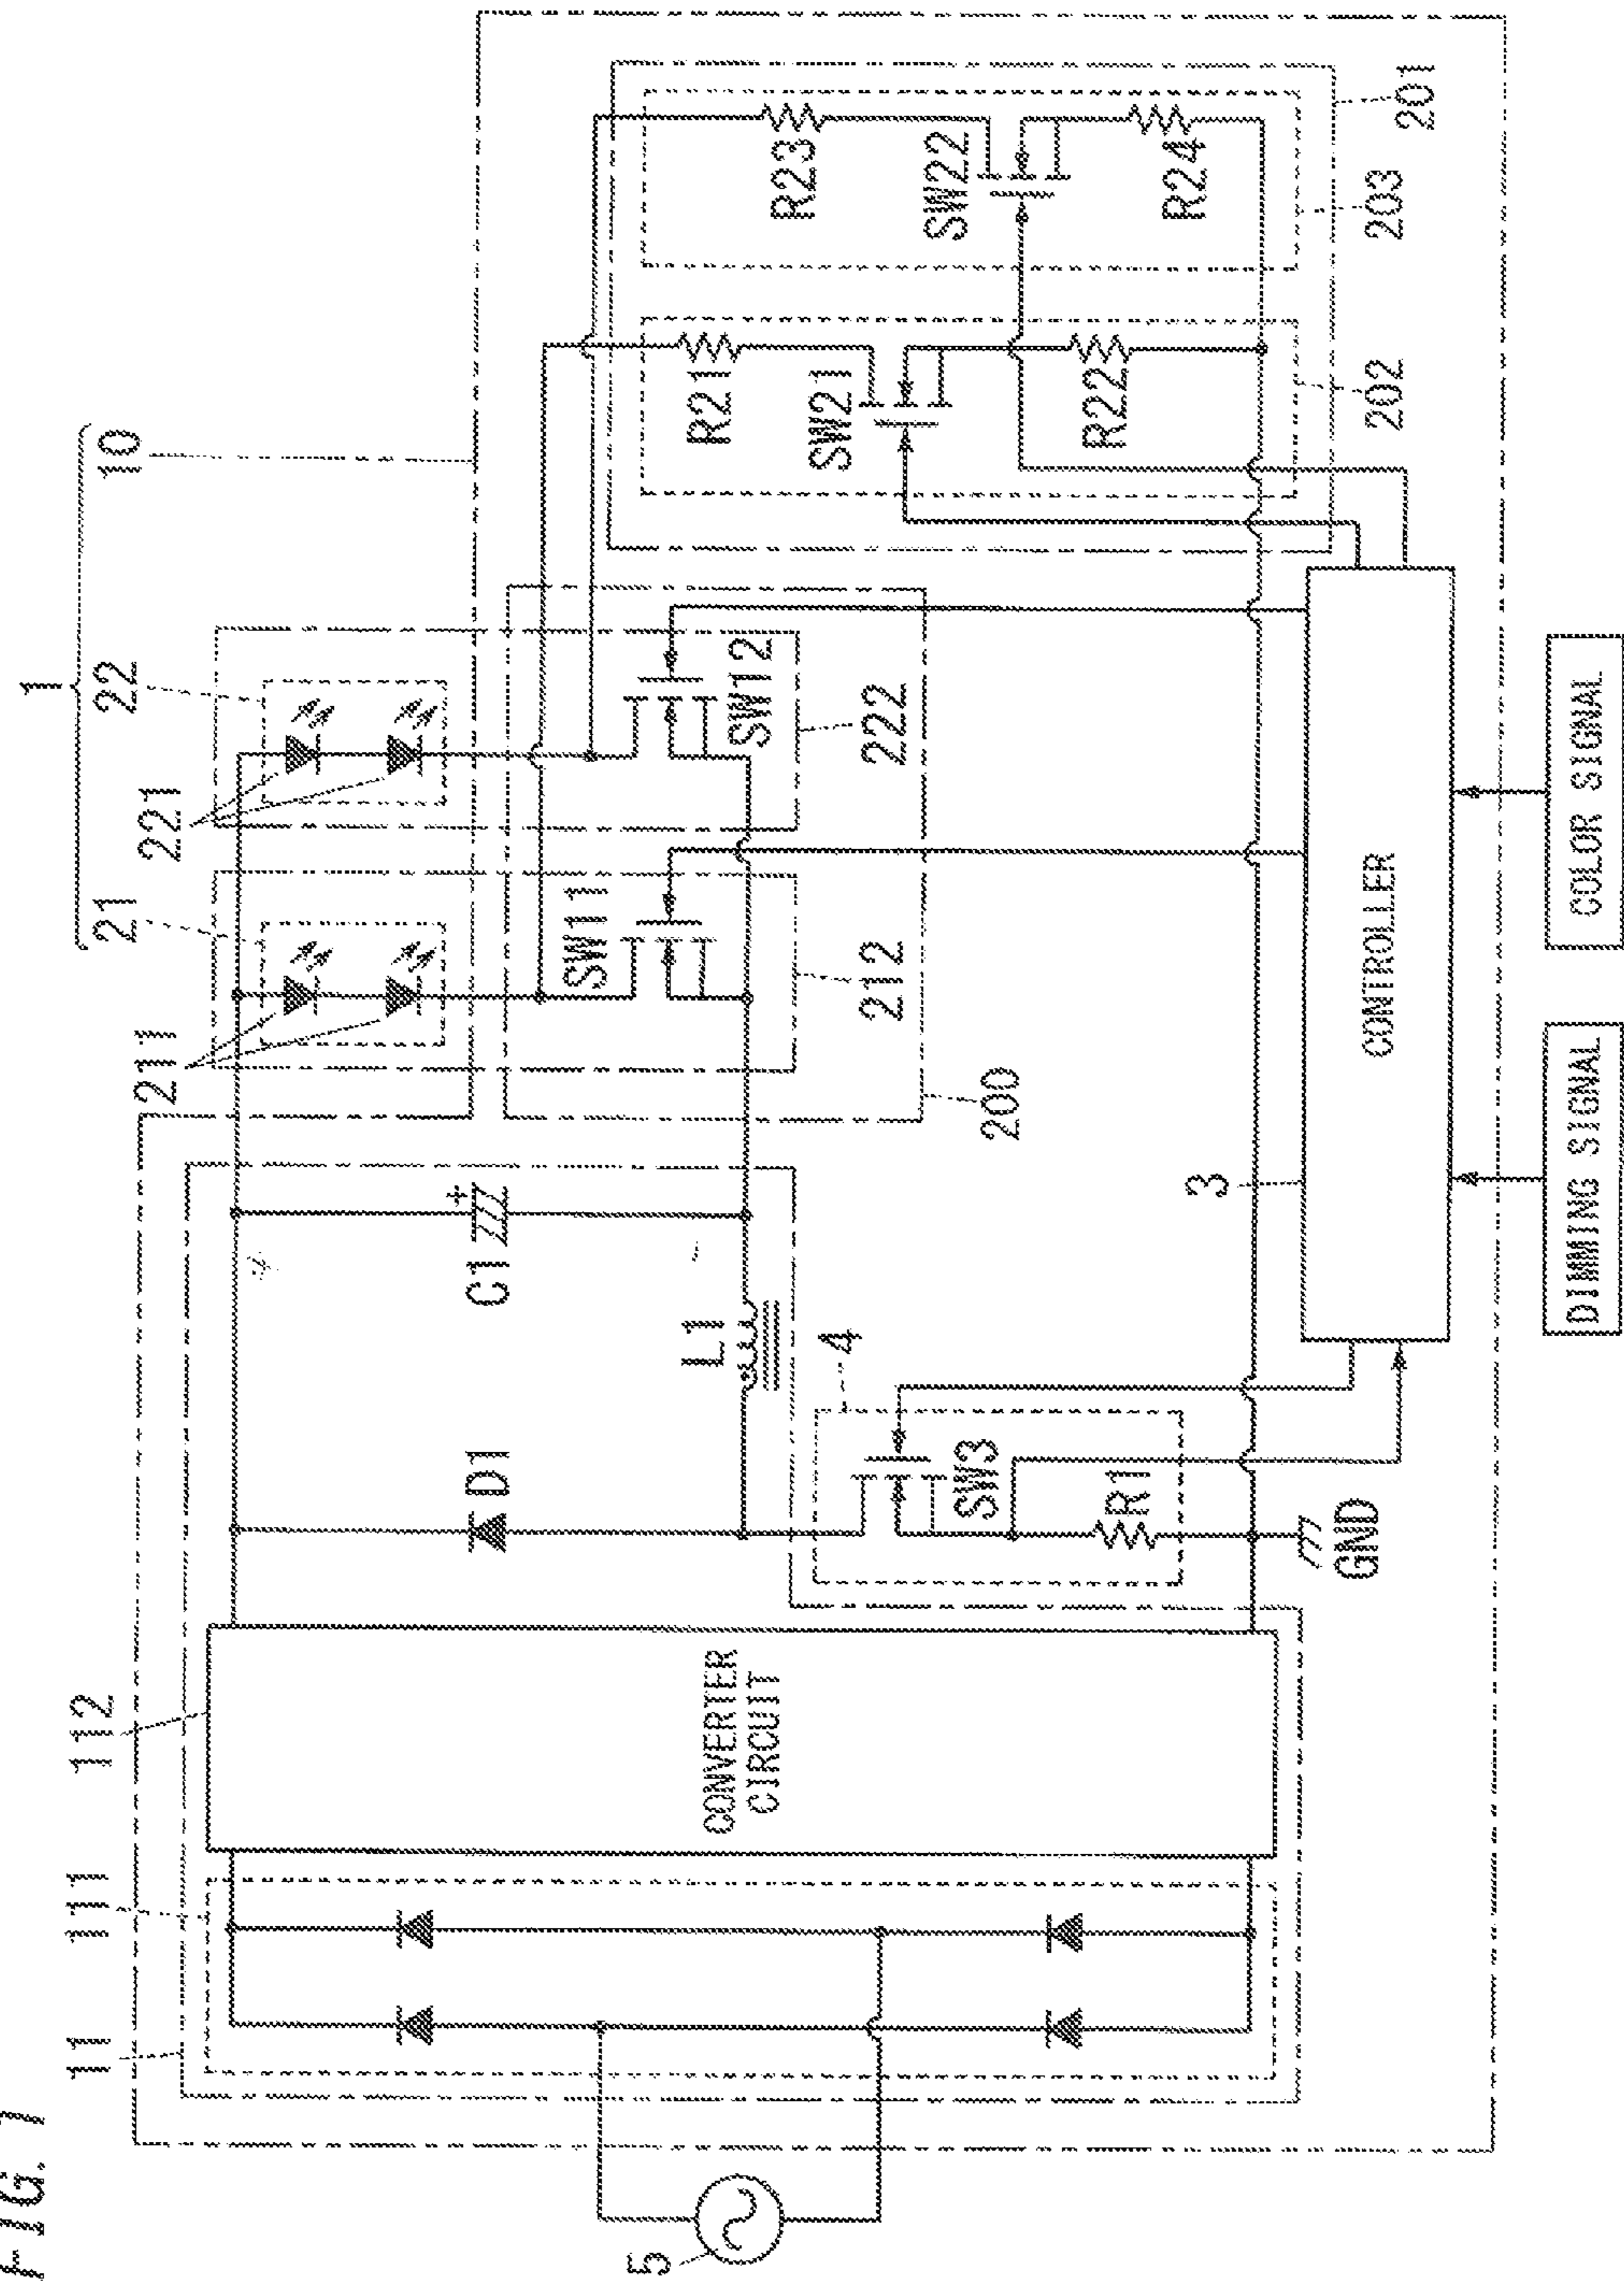 FIG. 1
1
11
111
112
21
22
10
211
221
D1
C1
L1
SW11
SW12
212
222
200
R21
R23
SW21
SW22
R22
R24
202
203
201
4
SW3
R1
3
GND
CONVERTER
CIRCUIT
CONTROLLER
5
DIMMING SIGNAL
COLOR SIGNAL